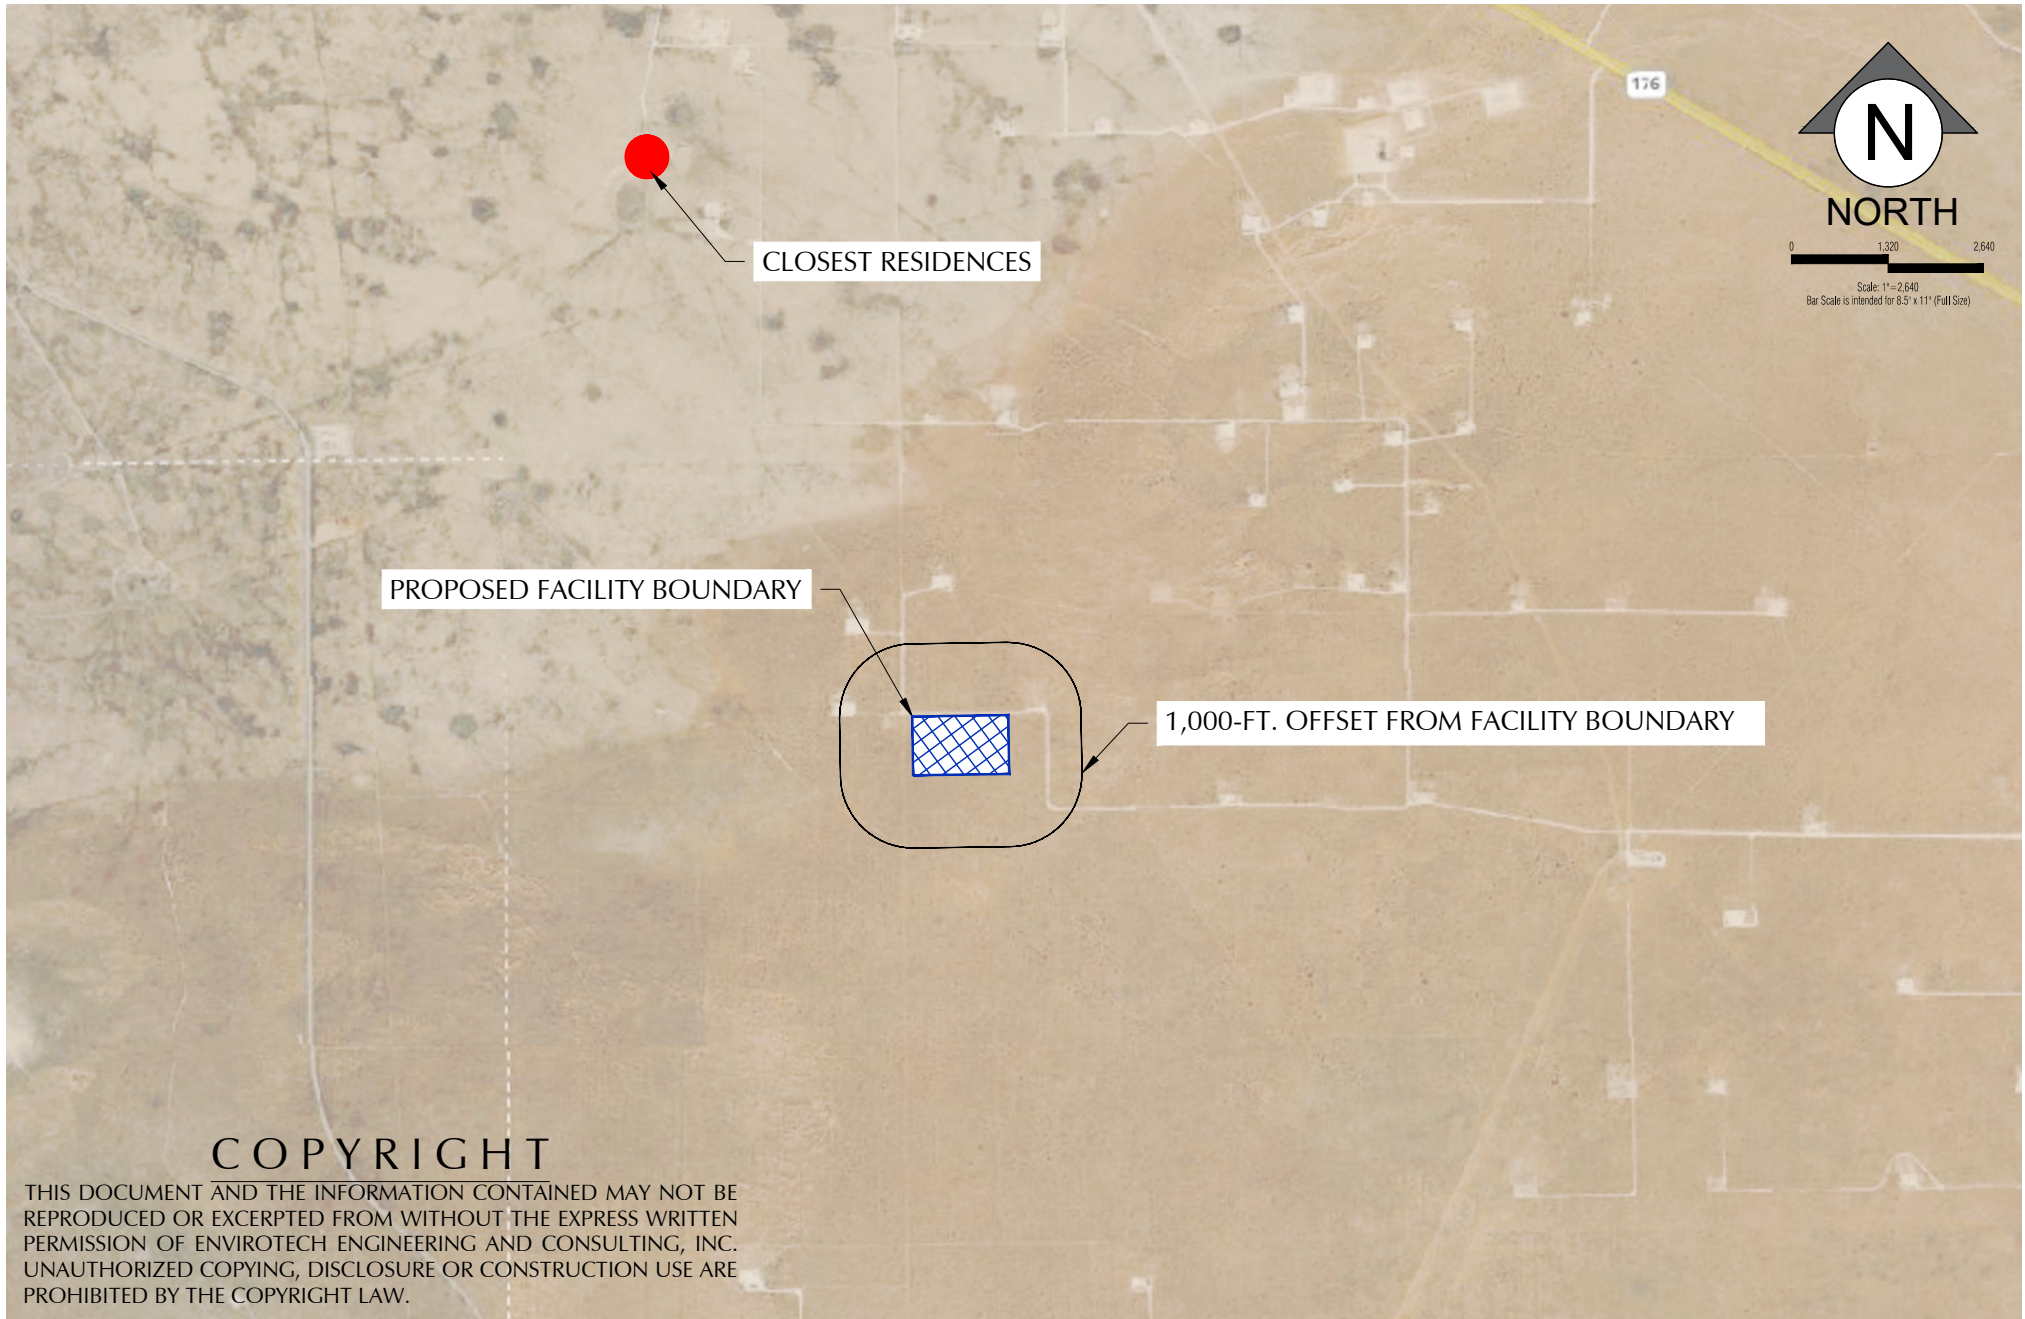 176
N
NORTH
0 1,320 2,640
Scale: 1"=2,640
Bar Scale is intended for 8.5" x 11" (Full Size)
CLOSEST RESIDENCES
PROPOSED FACILITY BOUNDARY
1,000-FT. OFFSET FROM FACILITY BOUNDARY
COPYRIGHT
THIS DOCUMENT AND THE INFORMATION CONTAINED MAY NOT BE
REPRODUCED OR EXCERPTED FROM WITHOUT THE EXPRESS WRITTEN
PERMISSION OF ENVIROTECH ENGINEERING AND CONSULTING, INC.
UNAUTHORIZED COPYING, DISCLOSURE OR CONSTRUCTION USE ARE
PROHIBITED BY THE COPYRIGHT LAW.